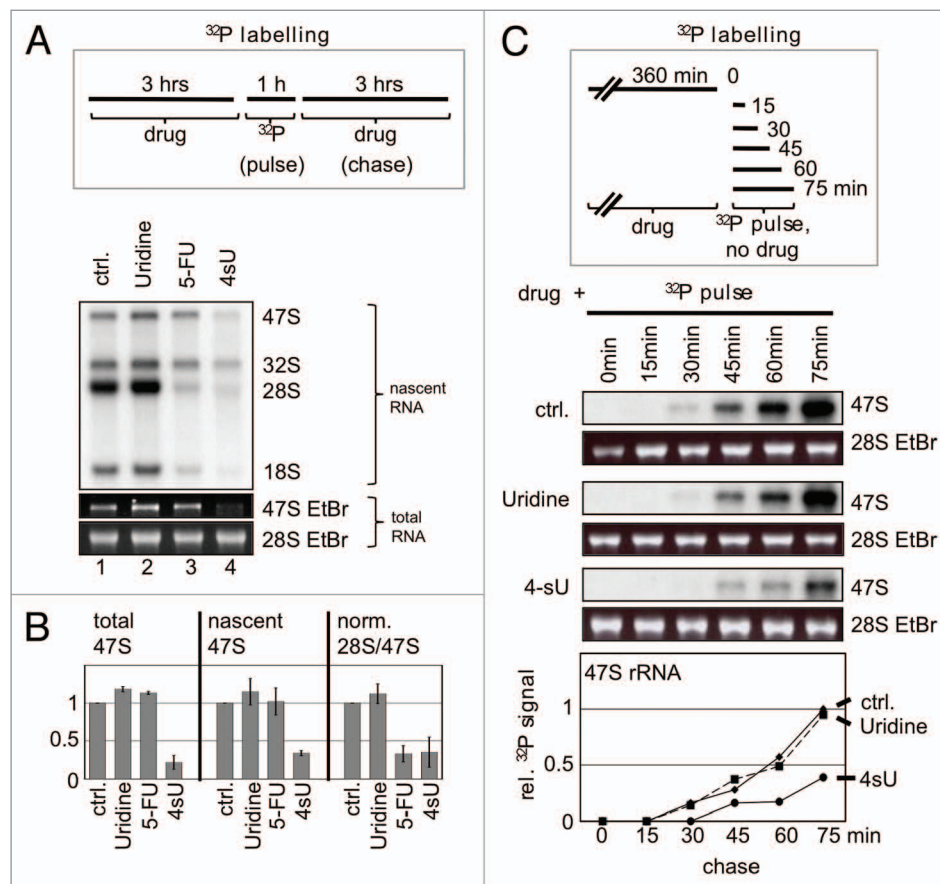 A
³²P labelling
3 hrs 1 h 3 hrs
drug ³²P drug
(pulse) (chase)
ctrl. Uridine 5-FU 4sU
47S
32S
28S
18S
nascent
RNA
47S EtBr
28S EtBr
total
RNA
1 2 3 4
B
total
47S
nascent
47S
norm.
28S/47S
1
0.5
0
ctrl. Uridine 5-FU 4sU
ctrl. Uridine 5-FU 4sU
ctrl. Uridine 5-FU 4sU
C
³²P labelling
360 min 0
15
30
45
60
75 min
drug ³²P pulse,
no drug
drug + ³²P pulse
0min 15min 30min 45min 60min 75min
ctrl. 47S
28S EtBr
Uridine 47S
28S EtBr
4-sU 47S
28S EtBr
47S rRNA
rel. ³²P signal
1
0.5
0
ctrl.
Uridine
4sU
0 15 30 45 60 75 min
chase